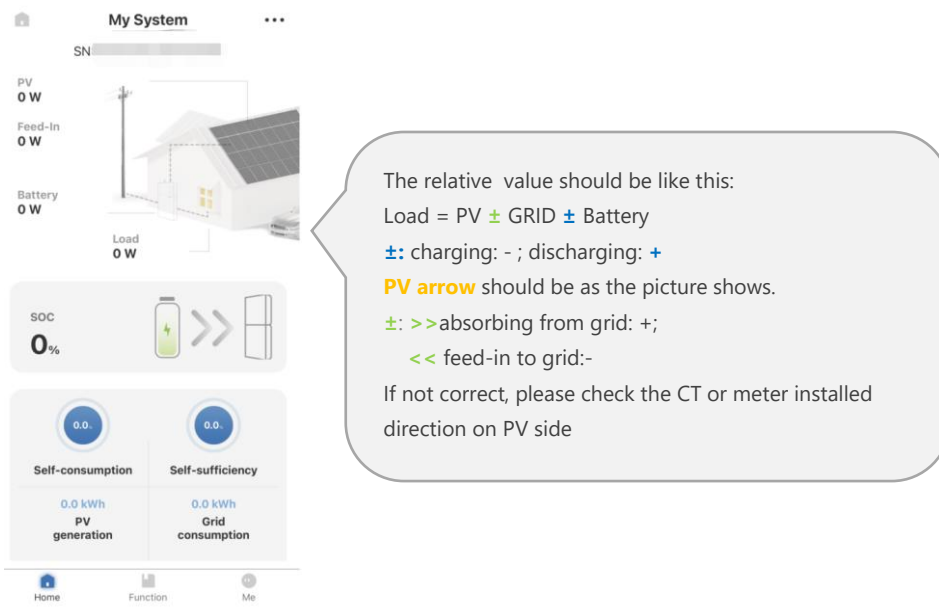 My System
SN
PV
0 W
Feed-In
0 W
Battery
0 W
Load
0 W
SOC
0%
0.0
0.0
Self-consumption
Self-sufficiency
0.0 kWh
PV
generation
0.0 kWh
Grid
consumption
Home
Function
Me
The relative value should be like this:
Load = PV ± GRID ± Battery
±: charging: - ; discharging: +
PV arrow should be as the picture shows.
±: >>absorbing from grid: +;
<< feed-in to grid:-
If not correct, please check the CT or meter installed
direction on PV side